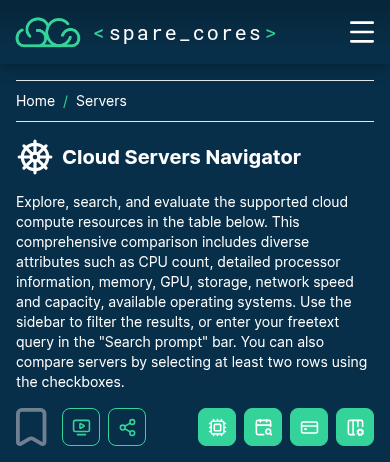 <spare_cores>
Home / Servers
Cloud Servers Navigator
Explore, search, and evaluate the supported cloud
compute resources in the table below. This
comprehensive comparison includes diverse
attributes such as CPU count, detailed processor
information, memory, GPU, storage, network speed
and capacity, available operating systems. Use the
sidebar to filter the results, or enter your freetext
query in the "Search prompt" bar. You can also
compare servers by selecting at least two rows using
the checkboxes.